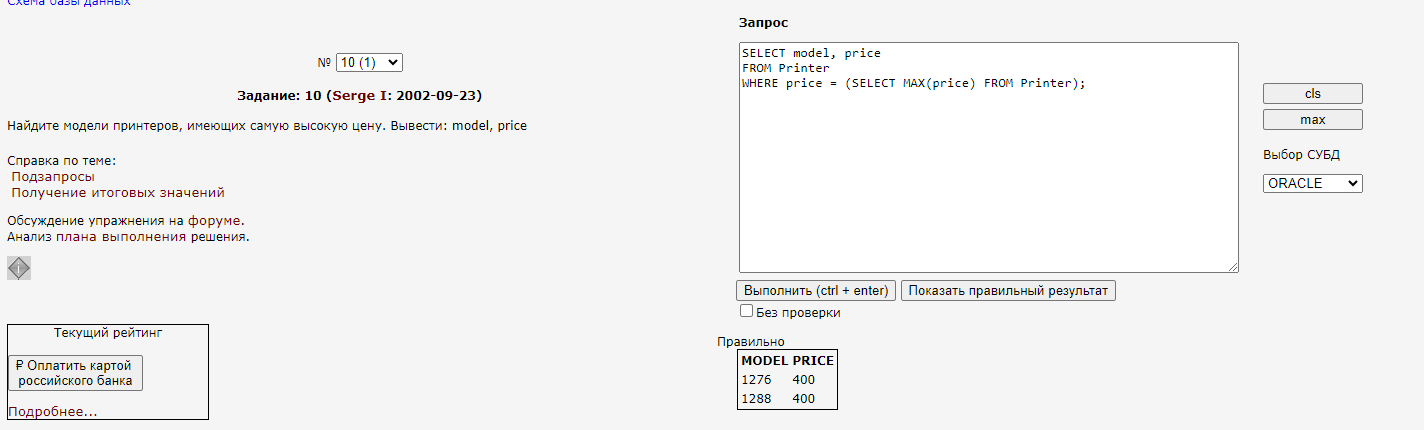 Схема базы данных
№ 10 (1)
Задание: 10 (Serge I: 2002-09-23)
Найдите модели принтеров, имеющих самую высокую цену. Вывести: model, price
Справка по теме:
Подзапросы
Получение итоговых значений
Обсуждение упражнения на форуме.
Анализ плана выполнения решения.
Текущий рейтинг
₽ Оплатить картой
российского банка
Подробнее...
Запрос
SELECT model, price
FROM Printer
WHERE price = (SELECT MAX(price) FROM Printer);
cls
max
Выбор СУБД
ORACLE
Выполнить (ctrl + enter) Показать правильный результат
Без проверки
Правильно
MODEL PRICE
1276 400
1288 400